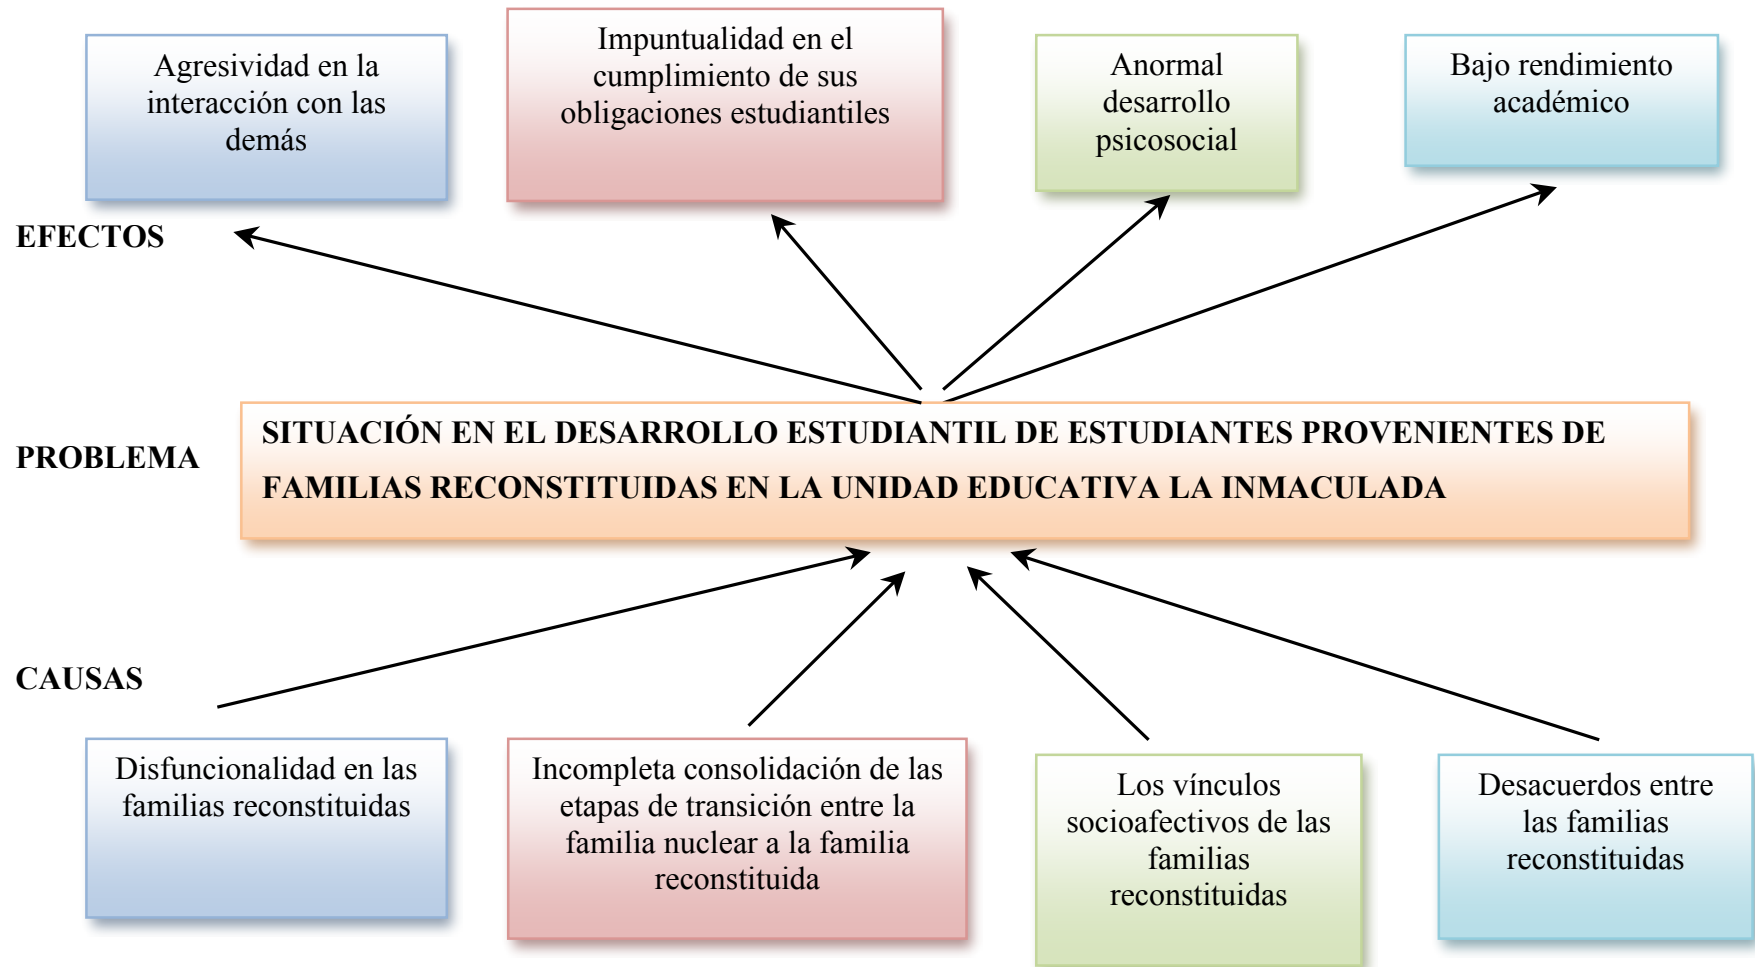 Agresividad en la
interacción con las
demás
Impuntualidad en el
cumplimiento de sus
obligaciones estudiantiles
Anormal
desarrollo
psicosocial
Bajo rendimiento
académico
EFECTOS
PROBLEMA
SITUACIÓN EN EL DESARROLLO ESTUDIANTIL DE ESTUDIANTES PROVENIENTES DE
FAMILIAS RECONSTITUIDAS EN LA UNIDAD EDUCATIVA LA INMACULADA
CAUSAS
Disfuncionalidad en las
familias reconstituidas
Incompleta consolidación de las
etapas de transición entre la
familia nuclear a la familia
reconstituida
Los vínculos
socioafectivos de las
familias
reconstituidas
Desacuerdos entre
las familias
reconstituidas